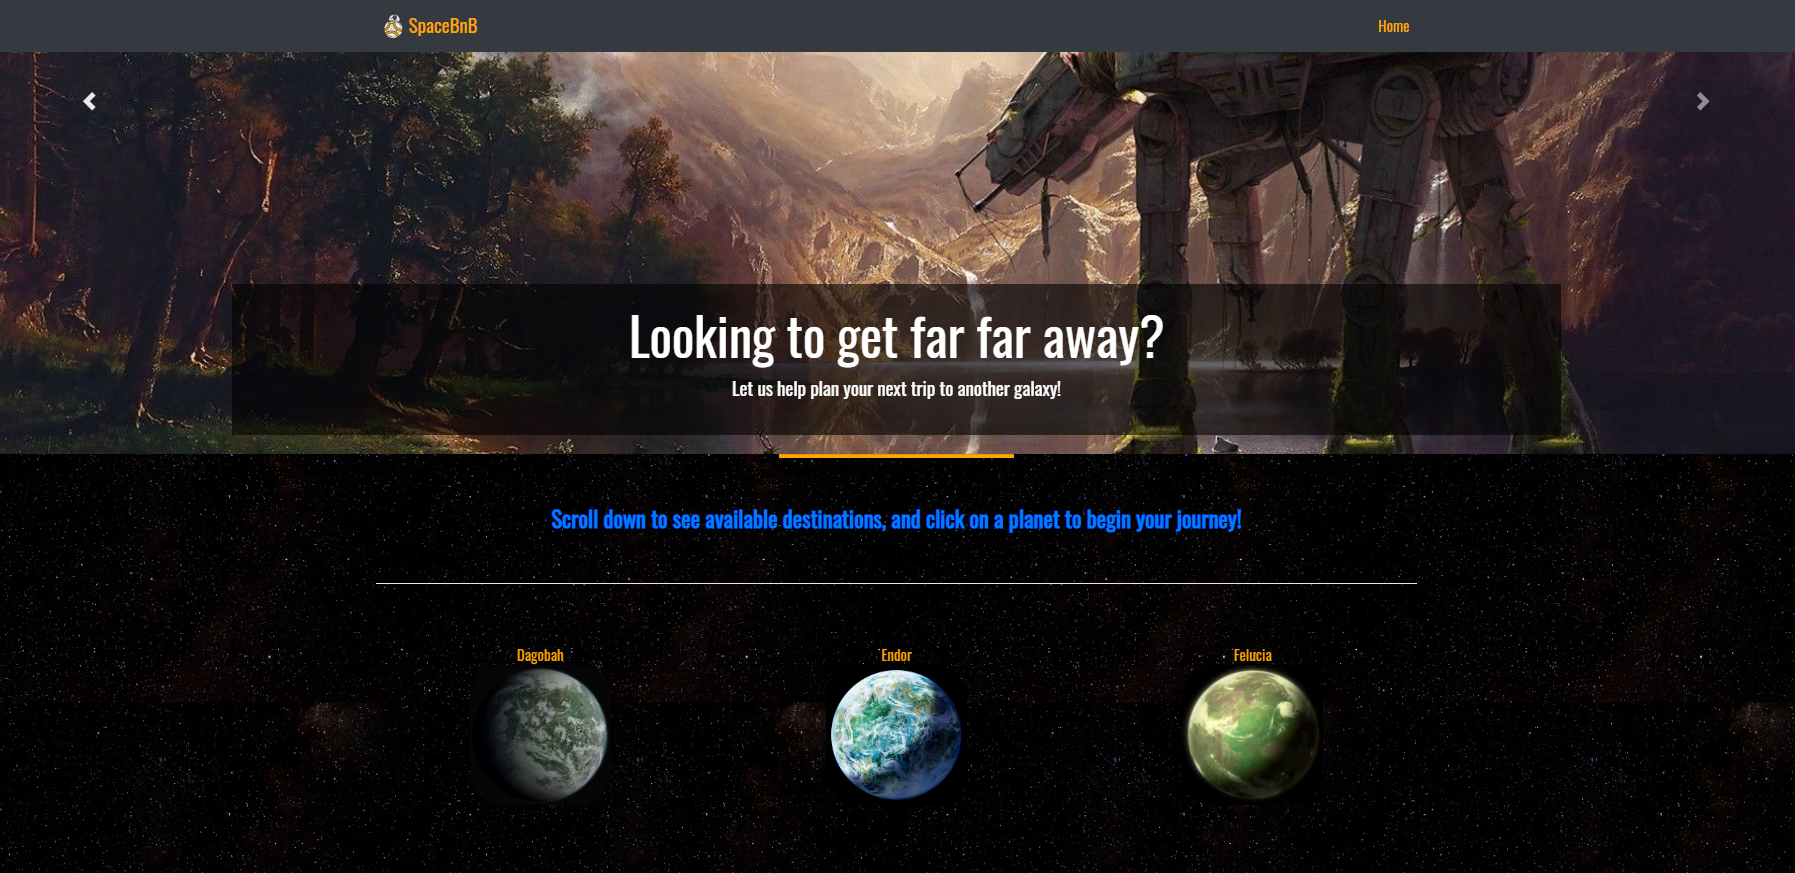 SpaceBnB
Home
Looking to get far far away?
Let us help plan your next trip to another galaxy!
Scroll down to see available destinations, and click on a planet to begin your journey!
Dagobah
Endor
Felucia